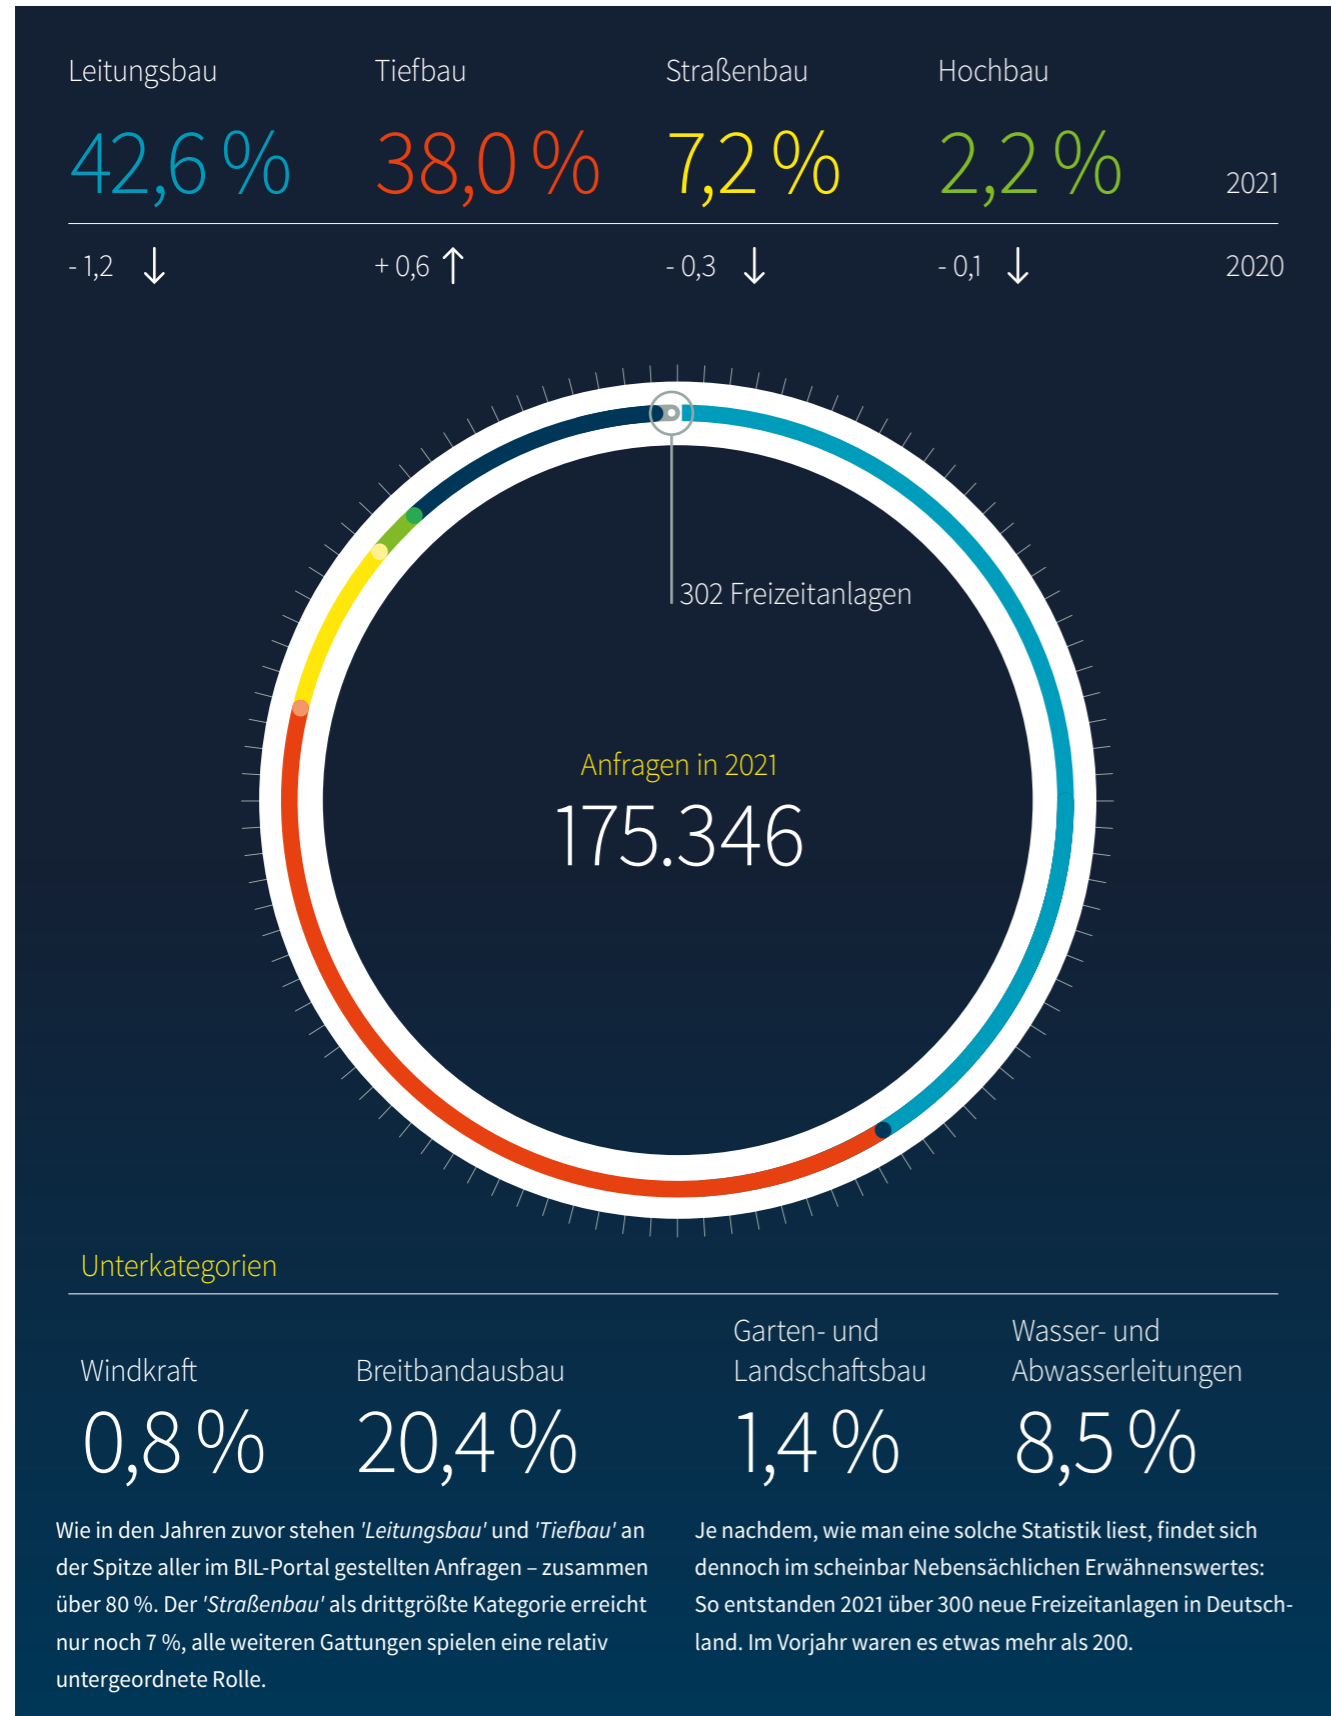 Leitungsbau Tiefbau Straßenbau Hochbau
42,6 % 38,0 % 7,2 % 2,2 % 2021
- 1,2 ↓ + 0,6 ↑ - 0,3 ↓ - 0,1 ↓ 2020
302 Freizeitanlagen
Anfragen in 2021
175.346
Unterkategorien
Windkraft
0,8 %
Breitbandausbau
20,4 %
Garten- und
Landschaftsbau
1,4 %
Wasser- und
Abwasserleitungen
8,5 %
Wie in den Jahren zuvor stehen 'Leitungsbau' und 'Tiefbau' an
der Spitze aller im BIL-Portal gestellten Anfragen – zusammen
über 80 %. Der 'Straßenbau' als drittgrößte Kategorie erreicht
nur noch 7 %, alle weiteren Gattungen spielen eine relativ
untergeordnete Rolle.
Je nachdem, wie man eine solche Statistik liest, findet sich
dennoch im scheinbar Nebensächlichen Erwähnenswertes:
So entstanden 2021 über 300 neue Freizeitanlagen in Deutsch-
land. Im Vorjahr waren es etwas mehr als 200.